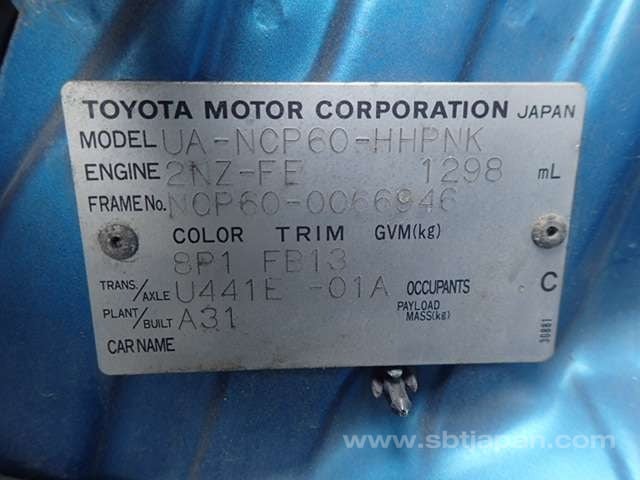 TOYOTA MOTOR CORPORATION JAPAN
MODEL UA-NCP60-HHPNK
ENGINE 2NZ-FE 1298 mL
FRAME No. NCP60-0066946
COLOR TRIM GVM(kg)
8P1 FB13
TRANS./AXLE U441E -01A OCCUPANTS C
PLANT/BUILT A31 PAYLOAD MASS(kg)
CAR NAME
30881
www.sbtjapan.com